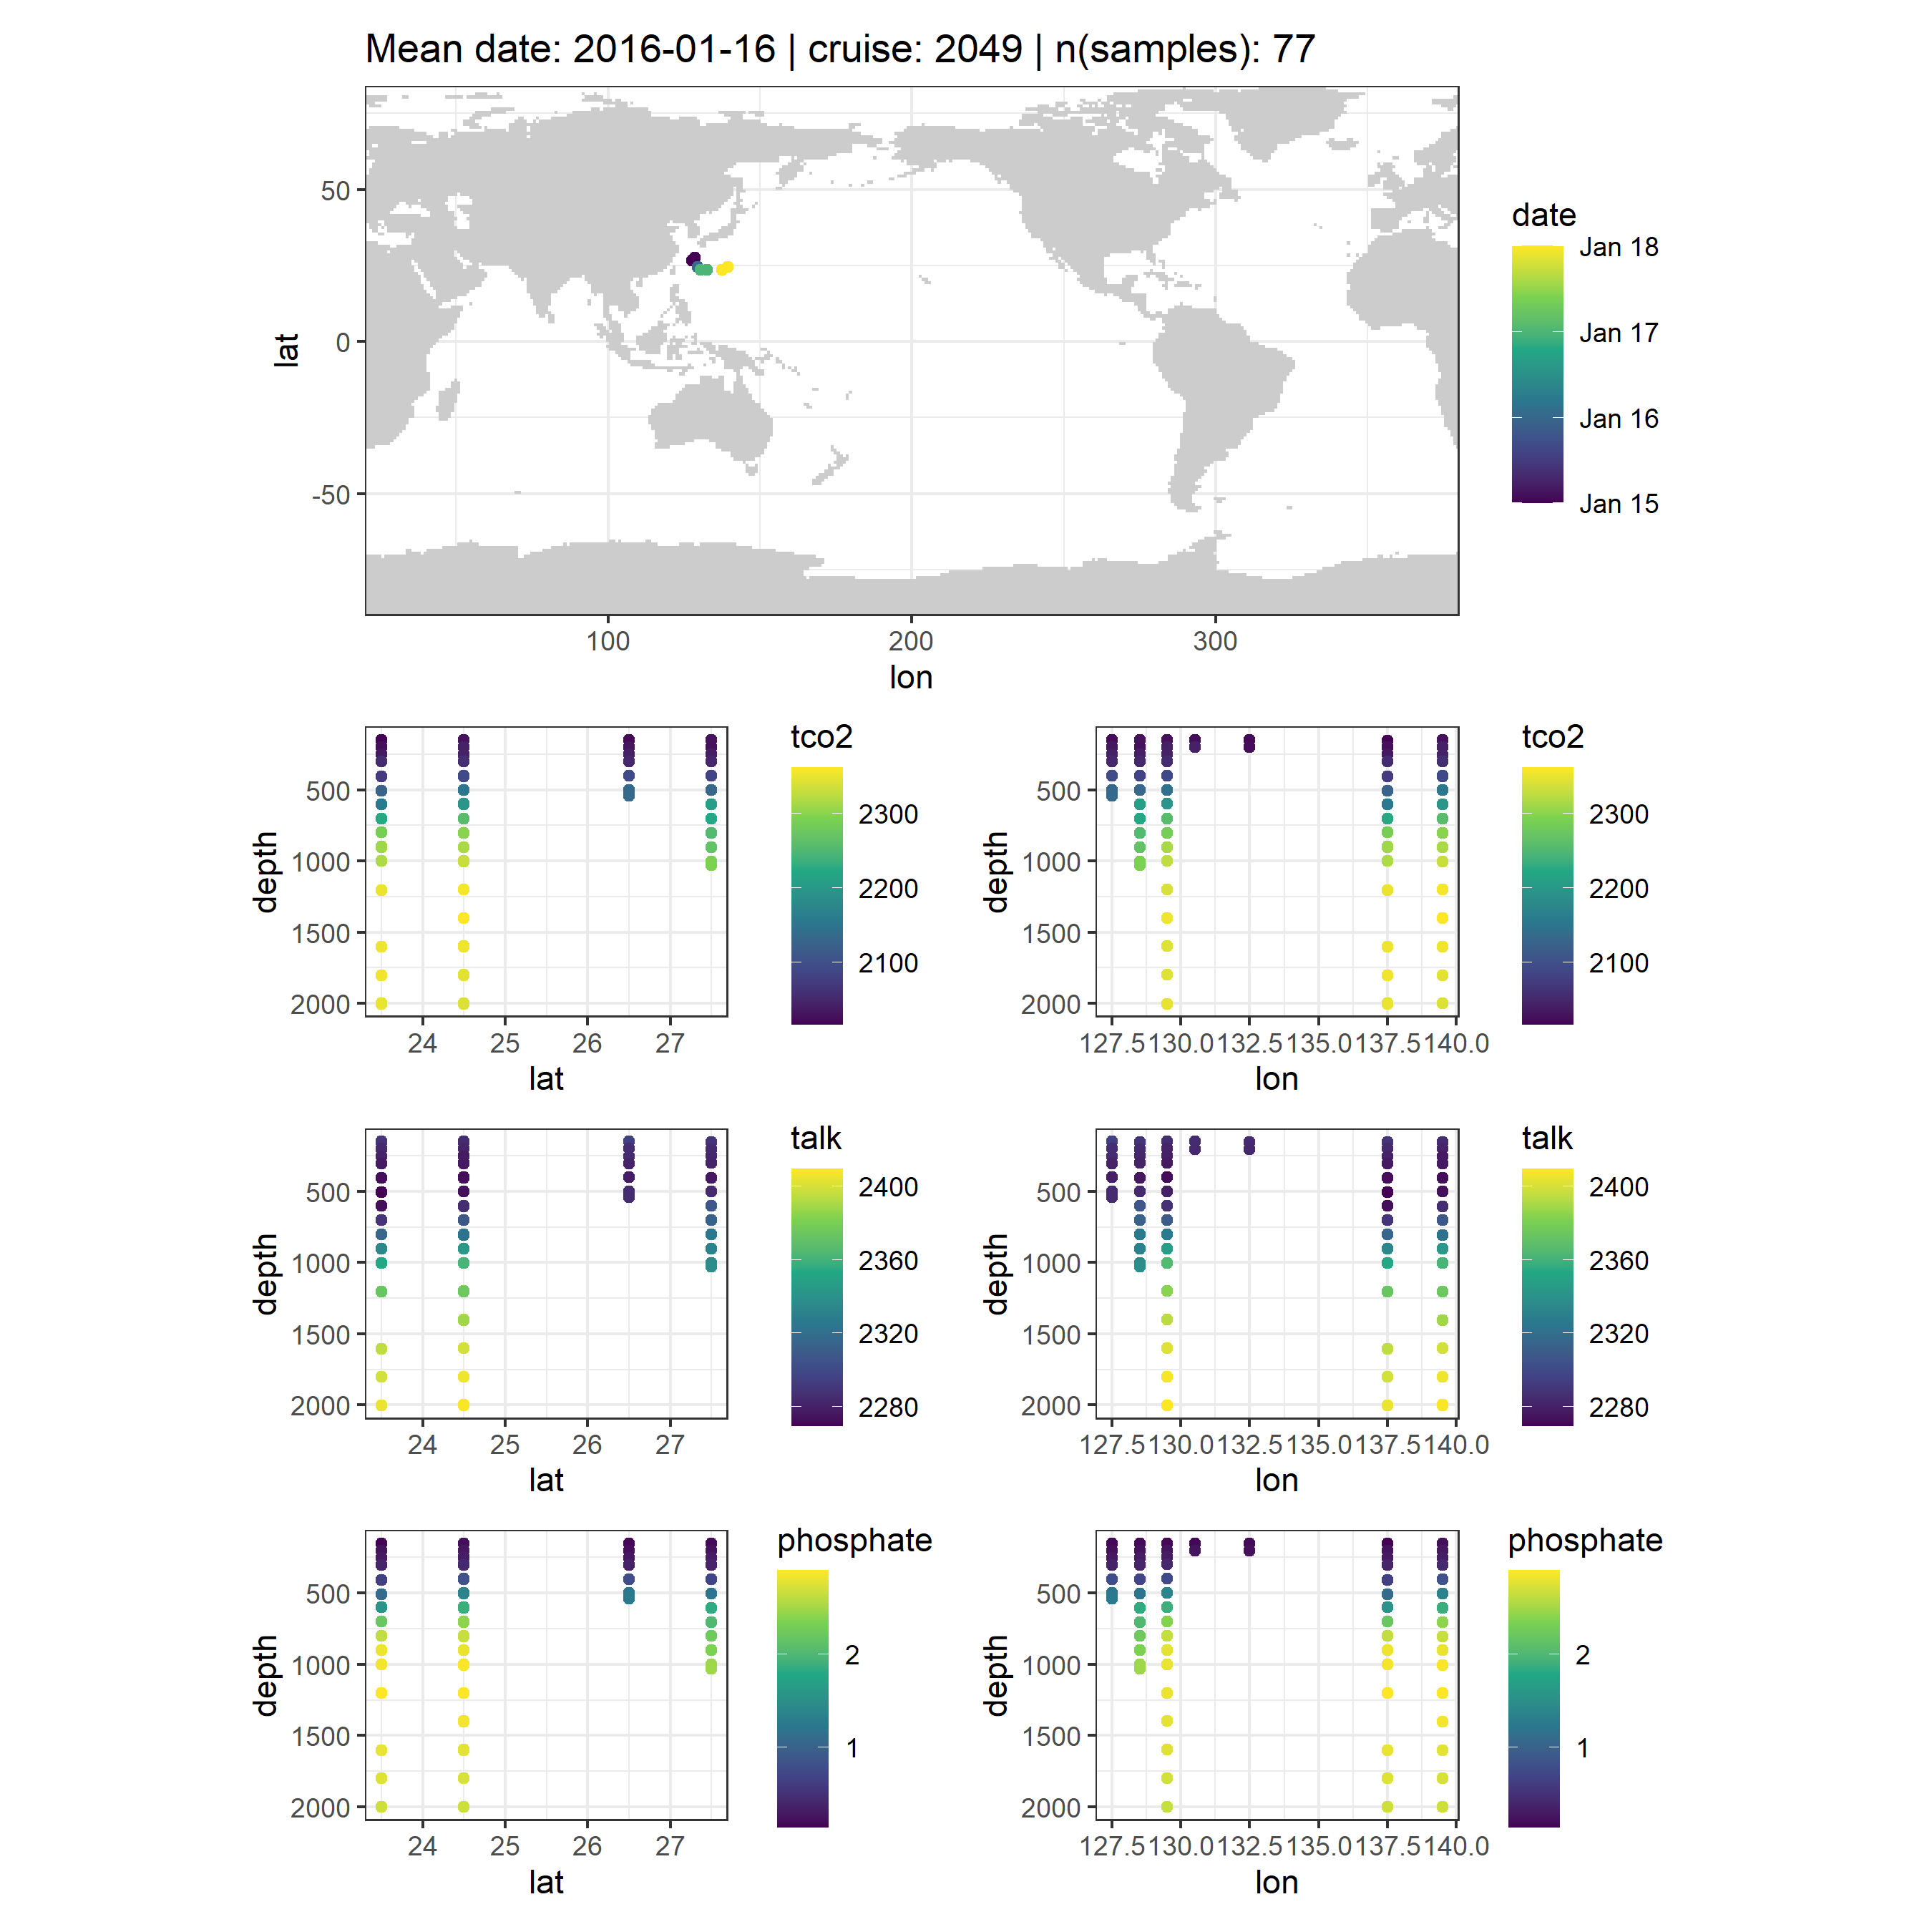 Mean date: 2016-01-16 | cruise: 2049 | n(samples): 77
lat
50
0
-50
100 200 300
lon
date
Jan 18
Jan 17
Jan 16
Jan 15
depth
500
1000
1500
2000
24 25 26 27
lat
tco2
2300
2200
2100
depth
500
1000
1500
2000
127.5 130.0 132.5 135.0 137.5 140.0
lon
tco2
2300
2200
2100
depth
500
1000
1500
2000
24 25 26 27
lat
talk
2400
2360
2320
2280
depth
500
1000
1500
2000
127.5 130.0 132.5 135.0 137.5 140.0
lon
talk
2400
2360
2320
2280
depth
500
1000
1500
2000
24 25 26 27
lat
phosphate
2
1
depth
500
1000
1500
2000
127.5 130.0 132.5 135.0 137.5 140.0
lon
phosphate
2
1